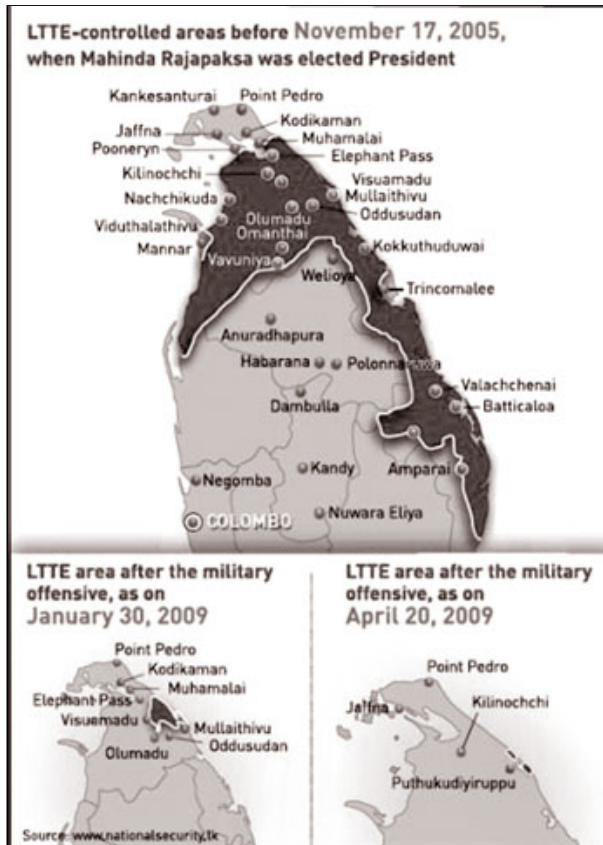 LTTE-controlled areas before November 17, 2005,
when Mahinda Rajapaksa was elected President
Kankesanturai
Point Pedro
Jaffna
Kodikaman
Pooneryn
Muhamalai
Elephant Pass
Kilinochchi
Visuamadu
Nachchikuda
Mullaithivu
Oddusudan
Viduthalathivu
Olumadu
Omanthai
Mannar
Kokkuthuduwai
Vavuniya
Welioya
Trincomalee
Anuradhapura
Habarana
Polonnaruwa
Dambulla
Valachchenai
Batticaloa
Amparai
Negomba
Kandy
COLOMBO
Nuwara Eliya
LTTE area after the military
offensive, as on
January 30, 2009
Point Pedro
Kodikaman
Muhamalai
Elephant Pass
Visuamadu
Mullaithivu
Oddusudan
Olumadu
Source: www.nationalsecurity.lk
LTTE area after the military
offensive, as on
April 20, 2009
Point Pedro
Jaffna
Kilinochchi
Puthukudiyiruppu